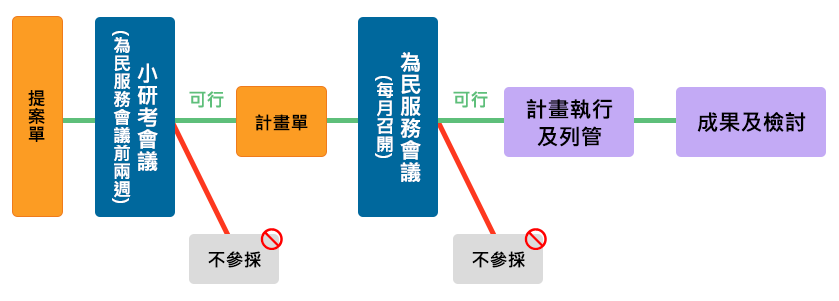 提案單
小研考會議
(為民服務會議前兩週)
可行
不參採
計畫單
為民服務會議
(每月召開)
可行
不參採
計畫執行
及列管
成果及檢討